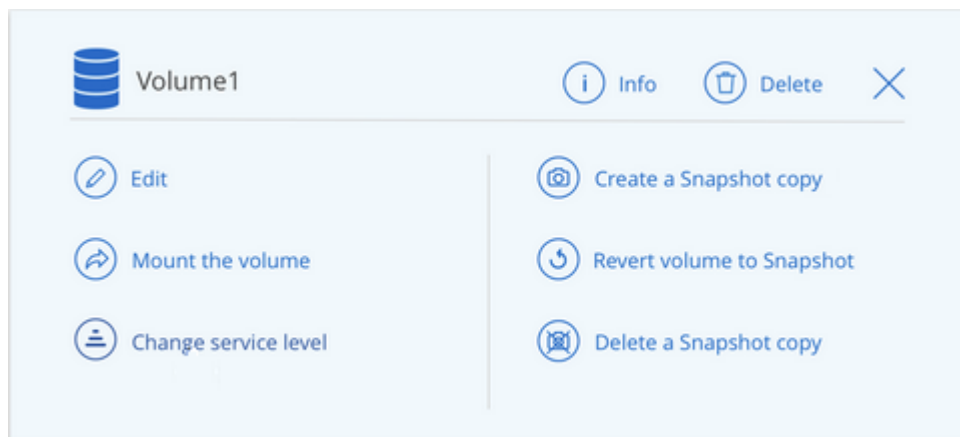 Volume1
Info
Delete
Edit
Mount the volume
Change service level
Create a Snapshot copy
Revert volume to Snapshot
Delete a Snapshot copy